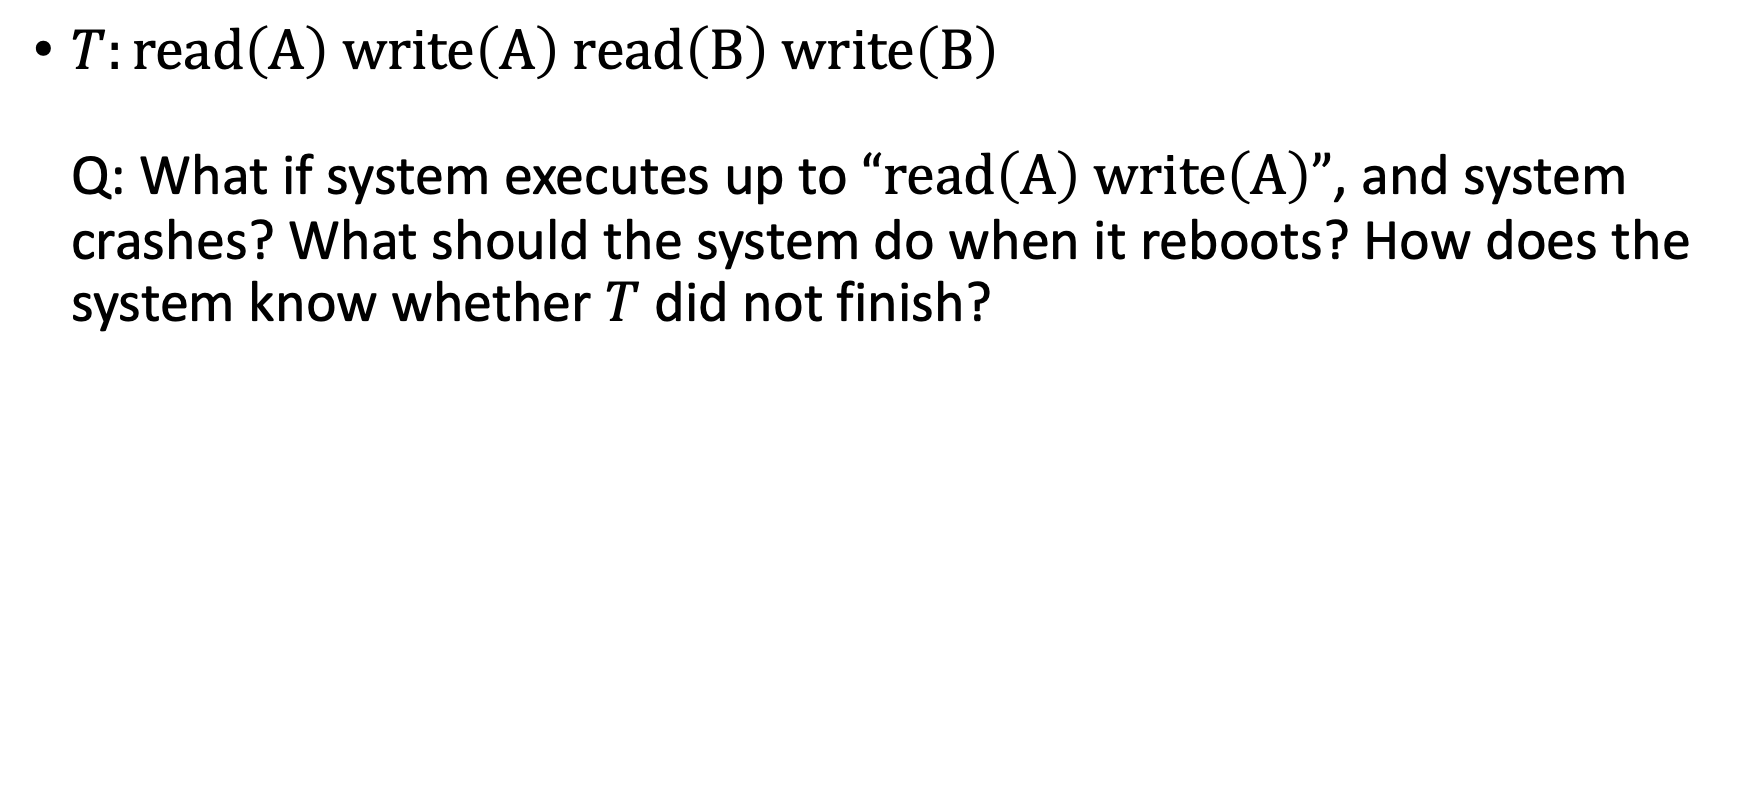 • T: read(A) write(A) read(B) write(B)
Q: What if system executes up to “read(A) write(A)”, and system
crashes? What should the system do when it reboots? How does the
system know whether T did not finish?